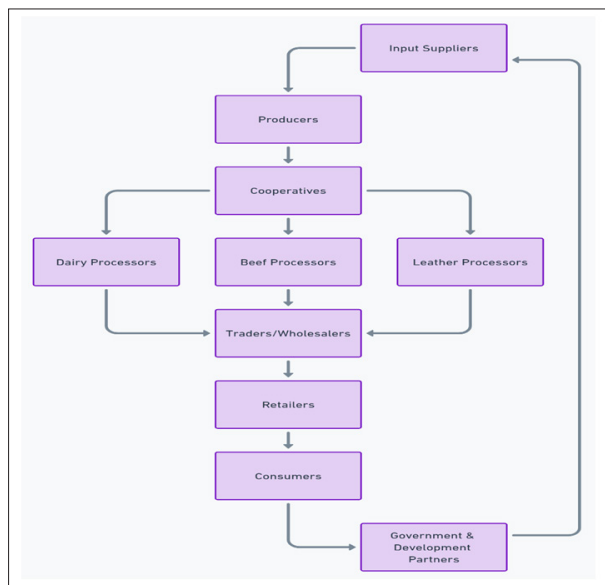 Input Suppliers
Producers
Cooperatives
Dairy Processors
Beef Processors
Leather Processors
Traders/Wholesalers
Retailers
Consumers
Government &
Development
Partners